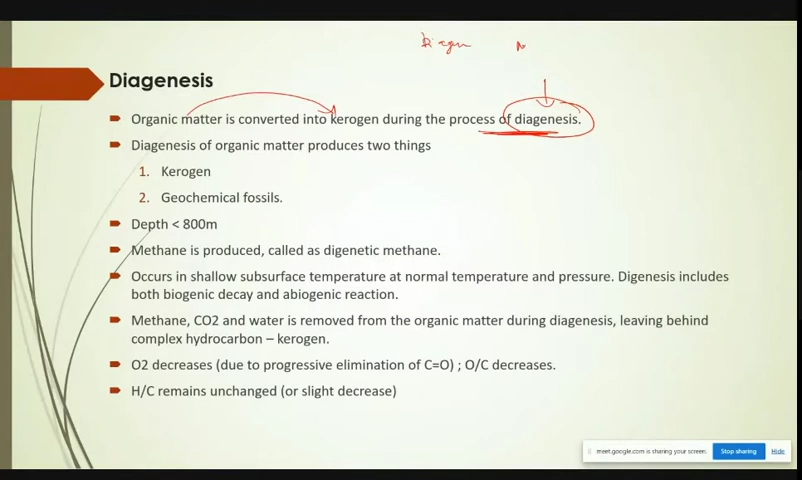 Diagenesis
Organic matter is converted into kerogen during the process of diagenesis.
Diagenesis of organic matter produces two things
1. Kerogen
2. Geochemical fossils.
Depth < 800m
Methane is produced, called as digenetic methane.
Occurs in shallow subsurface temperature at normal temperature and pressure. Digenesis includes
both biogenic decay and abiogenic reaction.
Methane, CO2 and water is removed from the organic matter during diagenesis, leaving behind
complex hydrocarbon – kerogen.
O2 decreases (due to progressive elimination of C=O) ; O/C decreases.
H/C remains unchanged (or slight decrease)
meet.google.com is sharing your screen.
Stop sharing
Hide